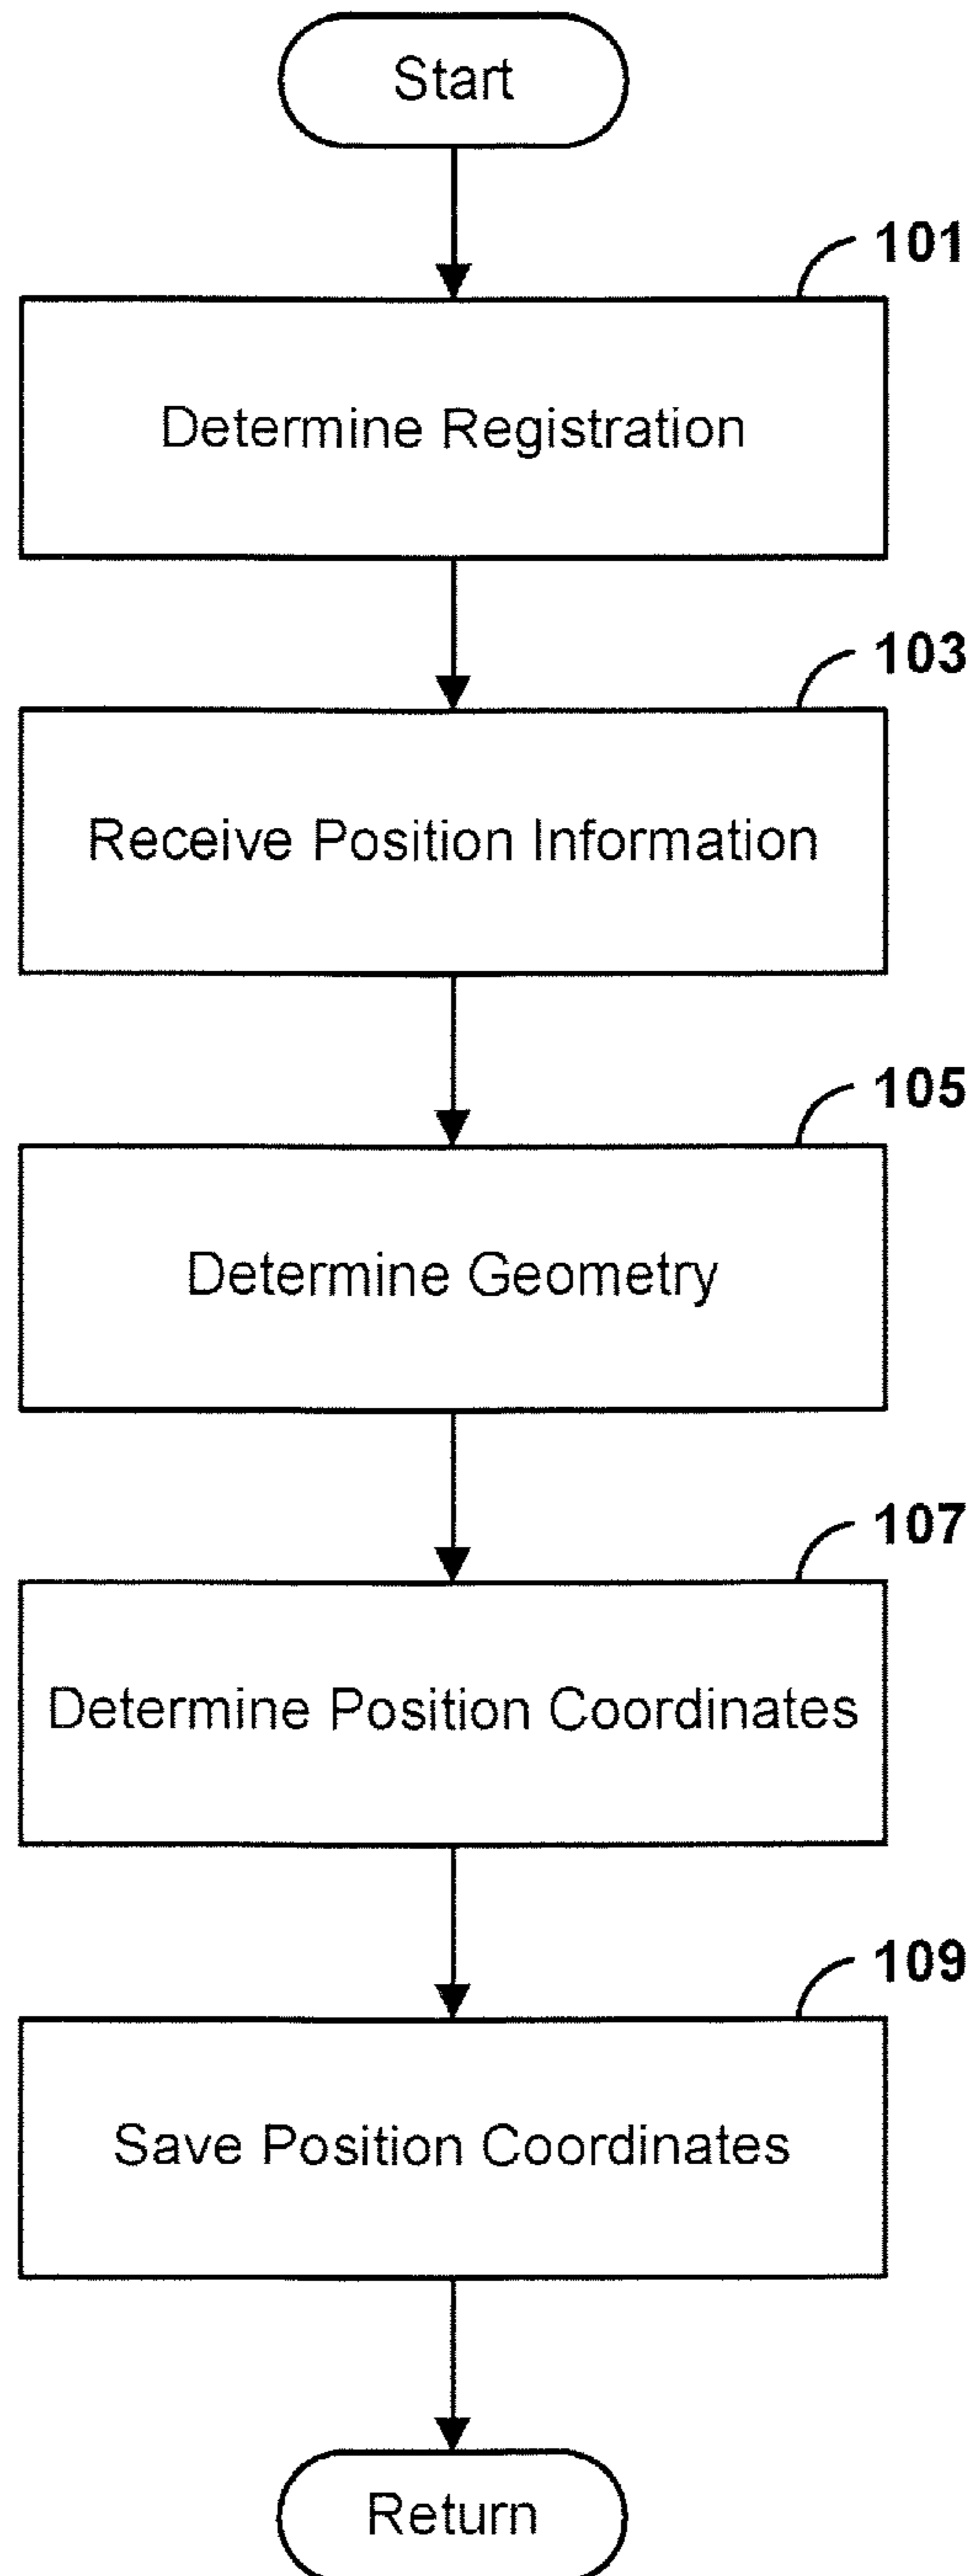 Start
101
Determine Registration
103
Receive Position Information
105
Determine Geometry
107
Determine Position Coordinates
109
Save Position Coordinates
Return